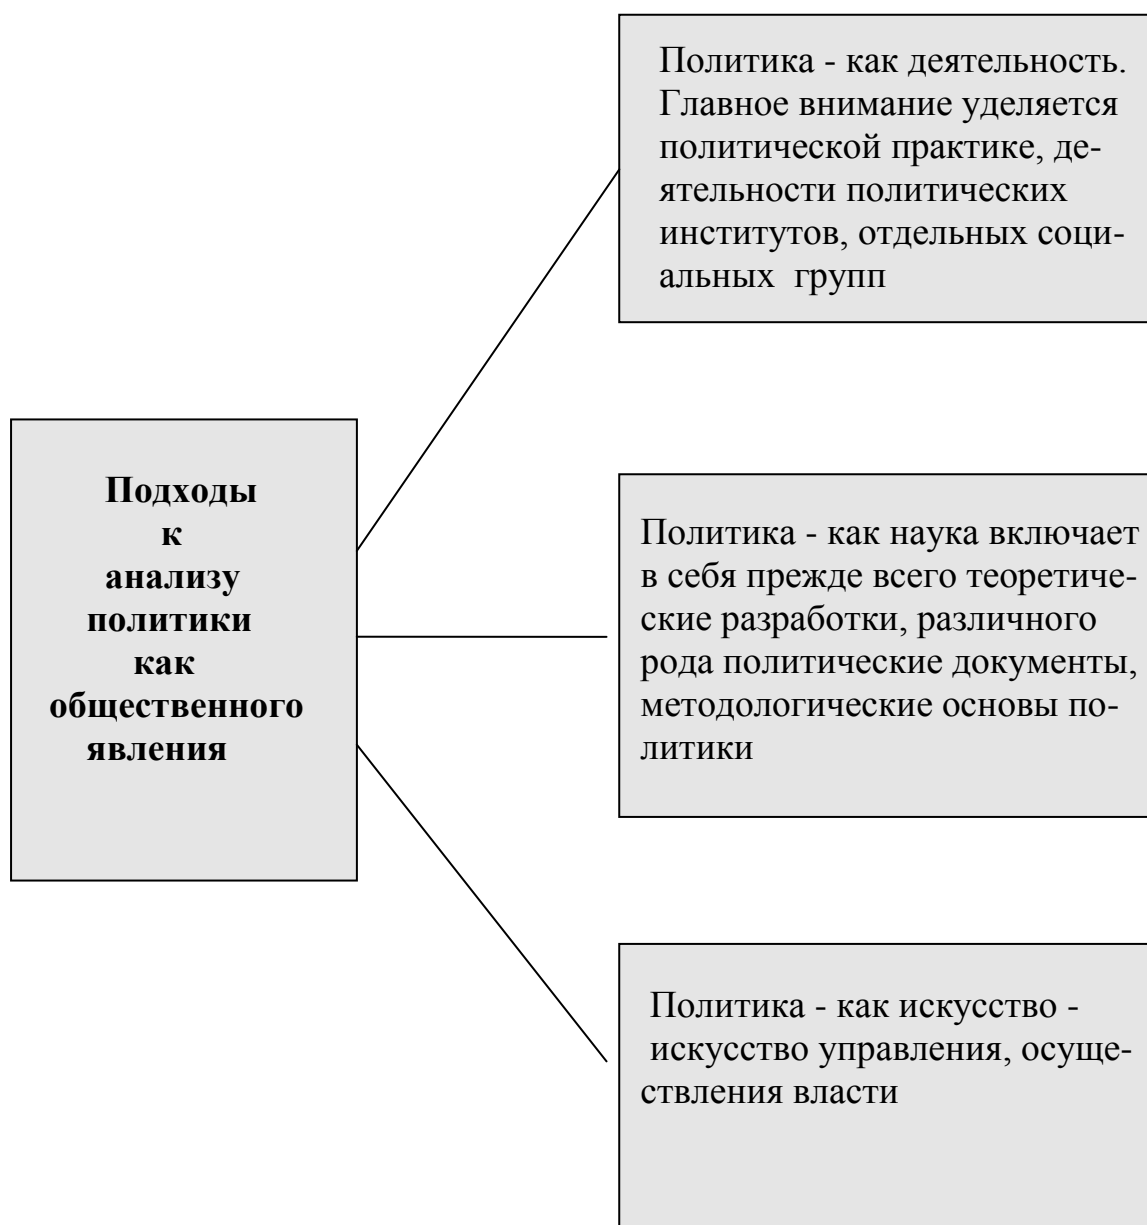 Политика - как деятельность.
Главное внимание уделяется
политической практике, де-
ятельности политических
институтов, отдельных соци-
альных групп
Подходы
к
анализу
политики
как
общественного
явления
Политика - как наука включает
в себя прежде всего теоретиче-
ские разработки, различного
рода политические документы,
методологические основы по-
литики
Политика - как искусство -
искусство управления, осуще-
ствления власти